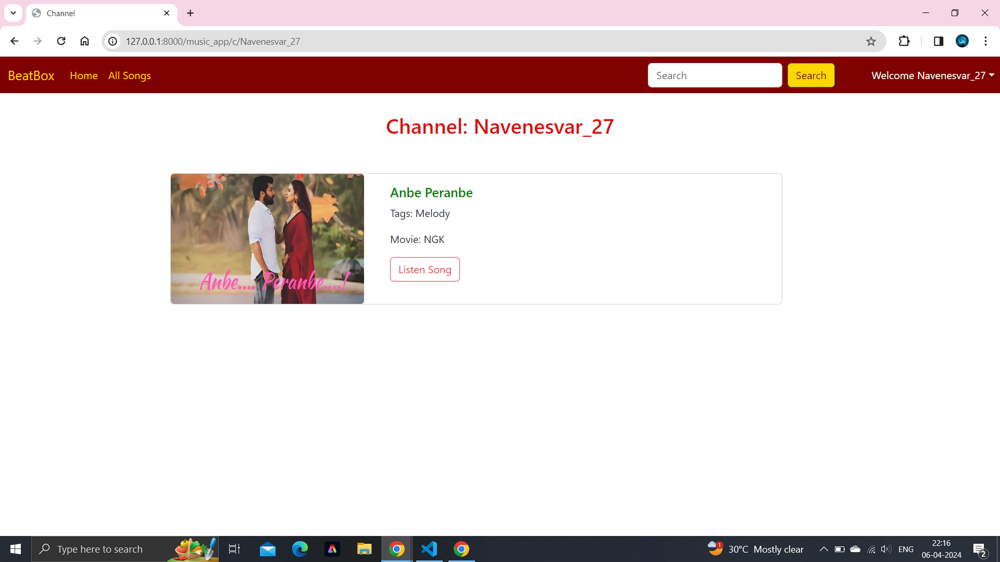 Channel
127.0.0.1:8000/music_app/c/Navenesvar_27
BeatBox Home All Songs Search Search Welcome Navenesvar_27
Channel: Navenesvar_27
Anbe Peranbe
Tags: Melody
Movie: NGK
Listen Song
Anbe.... Peranbe....!
Type here to search 1 30°C Mostly clear ENG 22:16
06-04-2024 2